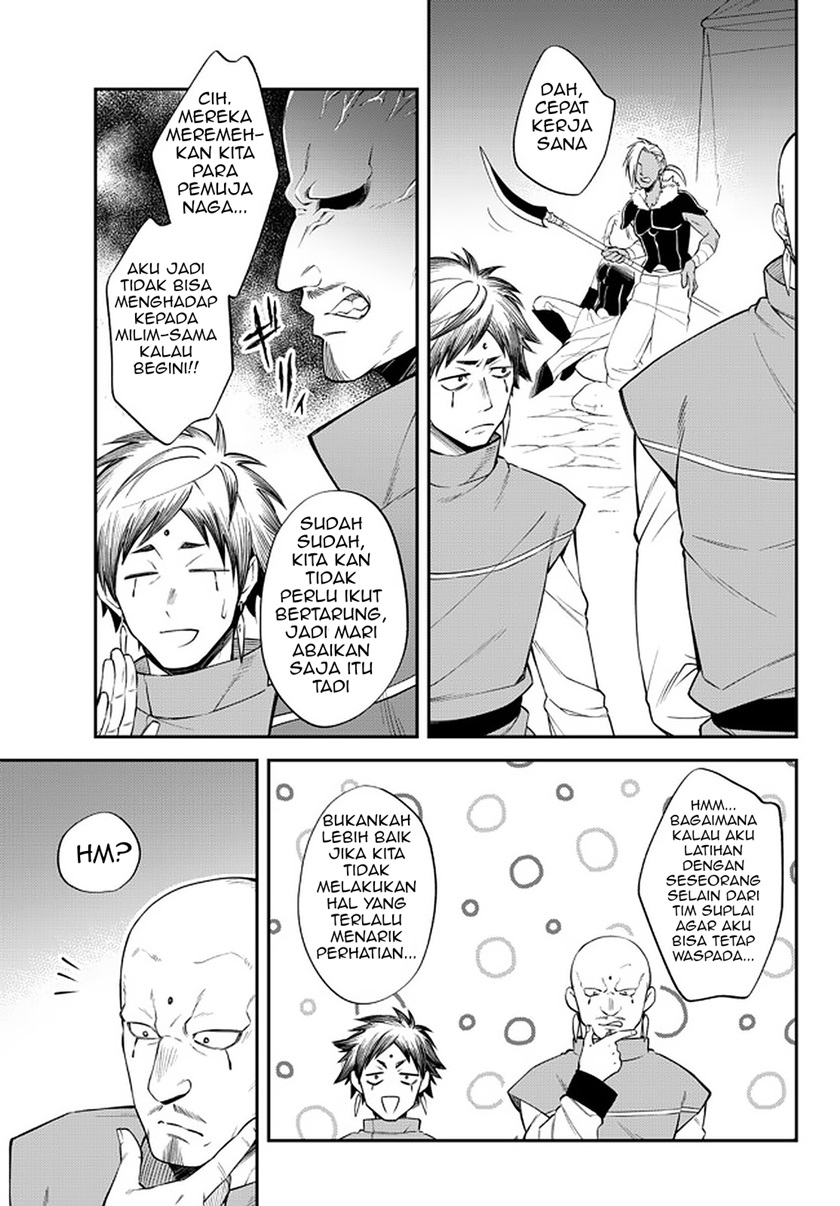 DAH,
CEPAT
KERJA
SANA
CIH.
MEREKA
MEREMEH-
KAN KITA
PARA
PEMUJA
NAGA...
AKU JADI
TIDAK BISA
MENGHADAP
KEPADA
MILIM-SAMA
KALAU
BEGINI!!
SUDAH
SUDAH,
KITA KAN
TIDAK
PERLU IKUT
BERTARUNG,
JADI MARI
ABAIKAN
SAJA ITU
TADI
HMM...
BAGAIMANA
KALAU AKU
LATIHAN
DENGAN
SESEORANG
SELAIN DARI
TIM SUPLAI
AGAR AKU
BISA TETAP
WASPADA...
BUKANKAH
LEBIH BAIK
JIKA KITA
TIDAK
MELAKUKAN
HAL YANG
TERLALU
MENARIK
PERHATIAN...
HM?